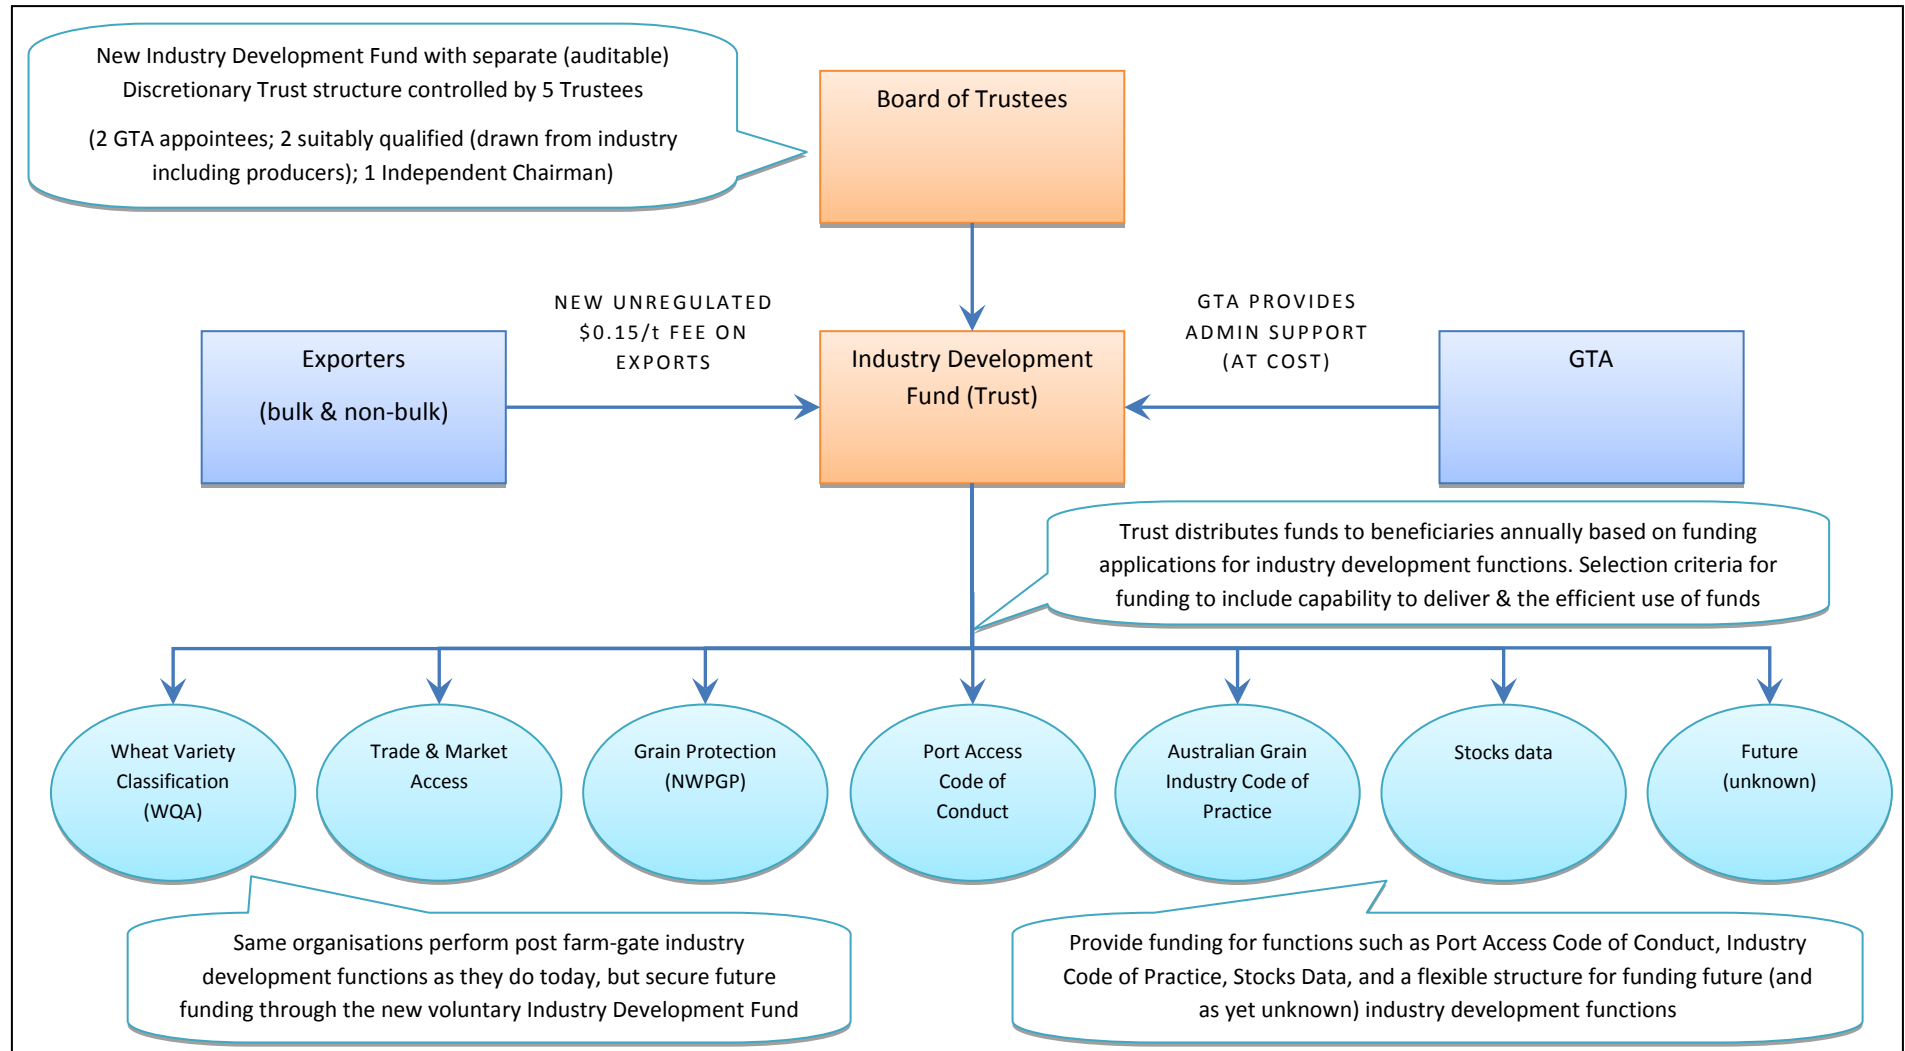 New Industry Development Fund with separate (auditable)
Discretionary Trust structure controlled by 5 Trustees
(2 GTA appointees; 2 suitably qualified (drawn from industry
including producers); 1 Independent Chairman)
Board of Trustees
NEW UNREGULATED
$0.15/t FEE ON
EXPORTS
GTA PROVIDES
ADMIN SUPPORT
(AT COST)
Exporters
(bulk & non-bulk)
Industry Development
Fund (Trust)
GTA
Trust distributes funds to beneficiaries annually based on funding
applications for industry development functions. Selection criteria for
funding to include capability to deliver & the efficient use of funds
Wheat Variety
Classification
(WQA)
Trade & Market
Access
Grain Protection
(NWPGP)
Port Access
Code of
Conduct
Australian Grain
Industry Code of
Practice
Stocks data
Future
(unknown)
Same organisations perform post farm-gate industry
development functions as they do today, but secure future
funding through the new voluntary Industry Development Fund
Provide funding for functions such as Port Access Code of Conduct, Industry
Code of Practice, Stocks Data, and a flexible structure for funding future (and
as yet unknown) industry development functions